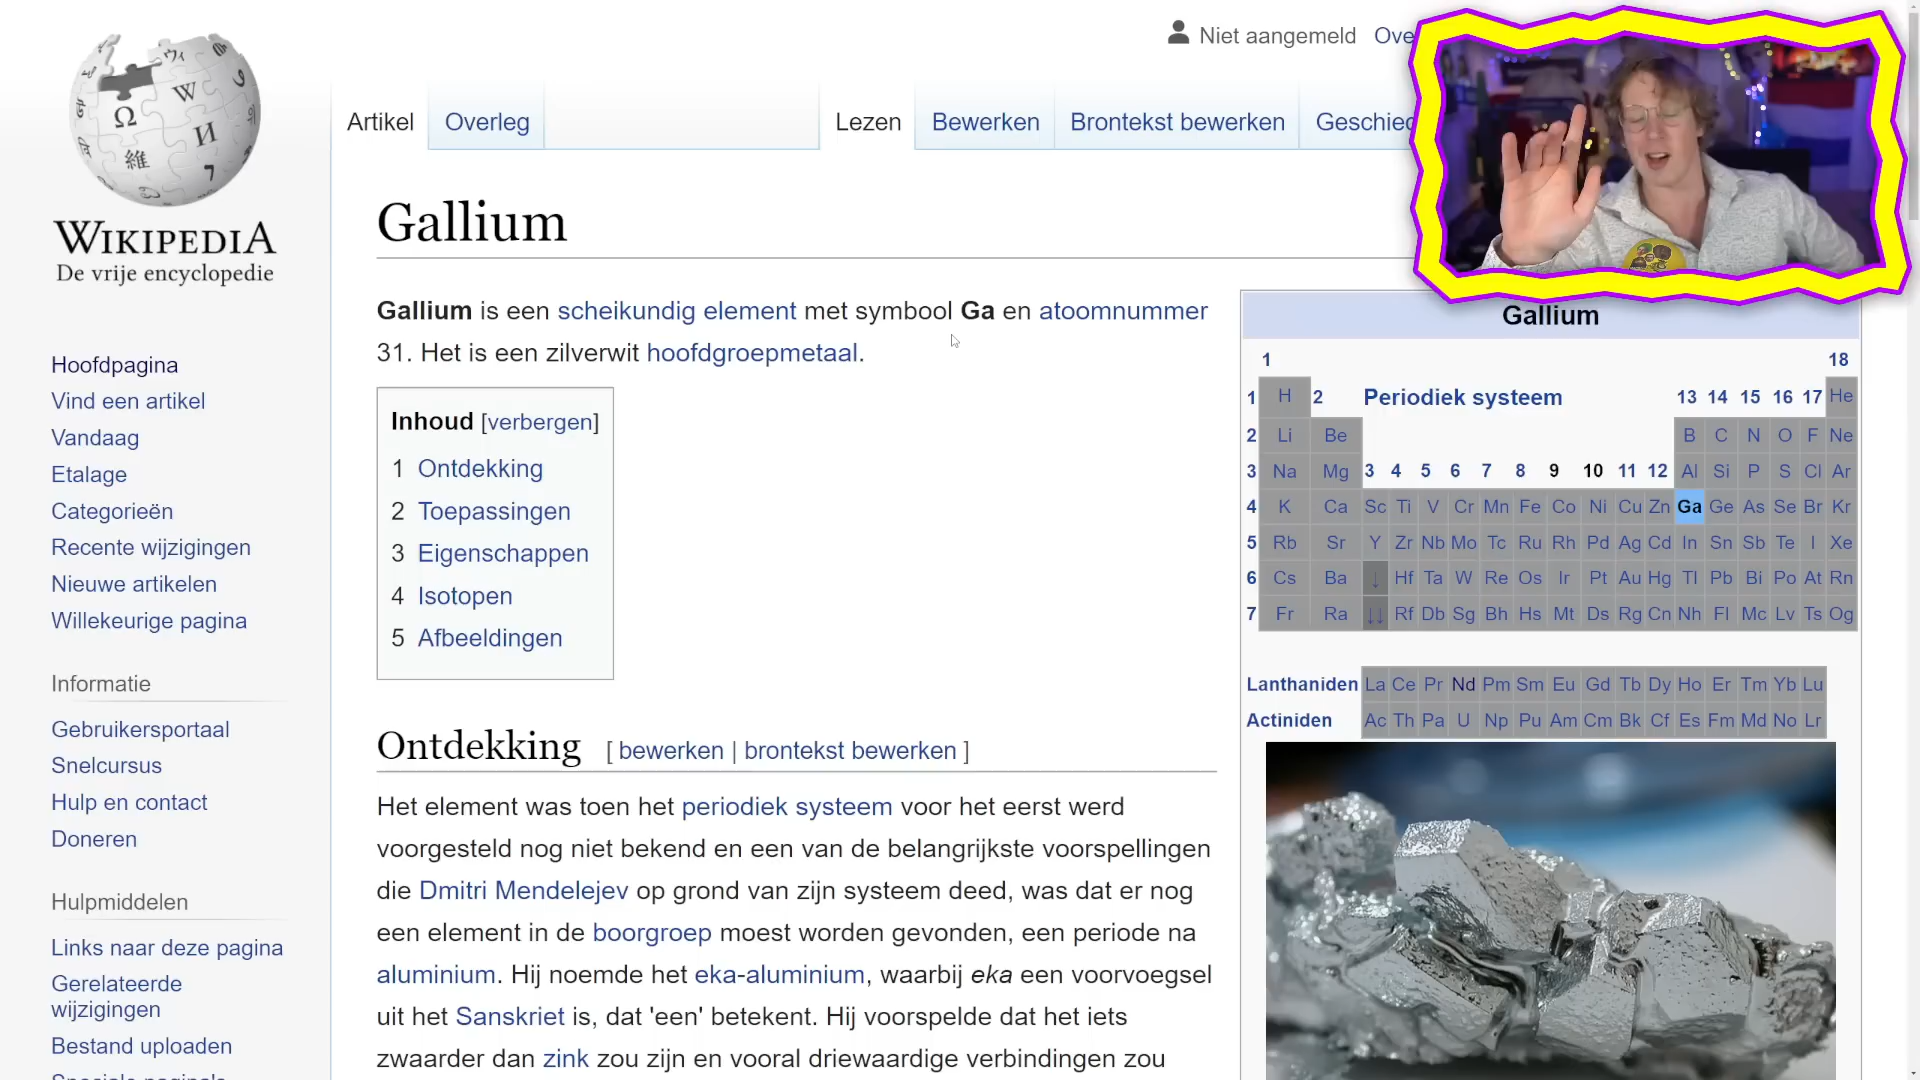 Niet aangemeld Ove
WIKIPEDIA
De vrije encyclopedie
Artikel Overleg Lezen Bewerken Brontekst bewerken Geschied
Gallium
Gallium is een scheikundig element met symbool Ga en atoomnummer
31. Het is een zilverwit hoofdgroepmetaal.
Inhoud [verbergen]
1 Ontdekking
2 Toepassingen
3 Eigenschappen
4 Isotopen
5 Afbeeldingen
Ontdekking [ bewerken | brontekst bewerken ]
Het element was toen het periodiek systeem voor het eerst werd
voorgesteld nog niet bekend en een van de belangrijkste voorspellingen
die Dmitri Mendelejev op grond van zijn systeem deed, was dat er nog
een element in de boorgroep moest worden gevonden, een periode na
aluminium. Hij noemde het eka-aluminium, waarbij eka een voorvoegsel
uit het Sanskriet is, dat 'een' betekent. Hij voorspelde dat het iets
zwaarder dan zink zou zijn en vooral driewaardige verbindingen zou
Hoofdpagina
Vind een artikel
Vandaag
Etalage
Categorieën
Recente wijzigingen
Nieuwe artikelen
Willekeurige pagina
Informatie
Gebruikersportaal
Snelcursus
Hulp en contact
Doneren
Hulpmiddelen
Links naar deze pagina
Gerelateerde
wijzigingen
Bestand uploaden
Gallium
1 18
1 H 2 Periodiek systeem 13 14 15 16 17 He
2 Li Be B C N O F Ne
3 Na Mg 3 4 5 6 7 8 9 10 11 12 Al Si P S Cl Ar
4 K Ca Sc Ti V Cr Mn Fe Co Ni Cu Zn Ga Ge As Se Br Kr
5 Rb Sr Y Zr Nb Mo Tc Ru Rh Pd Ag Cd In Sn Sb Te I Xe
6 Cs Ba ↓ Hf Ta W Re Os Ir Pt Au Hg Tl Pb Bi Po At Rn
7 Fr Ra ↓↓ Rf Db Sg Bh Hs Mt Ds Rg Cn Nh Fl Mc Lv Ts Og
Lanthaniden La Ce Pr Nd Pm Sm Eu Gd Tb Dy Ho Er Tm Yb Lu
Actiniden Ac Th Pa U Np Pu Am Cm Bk Cf Es Fm Md No Lr